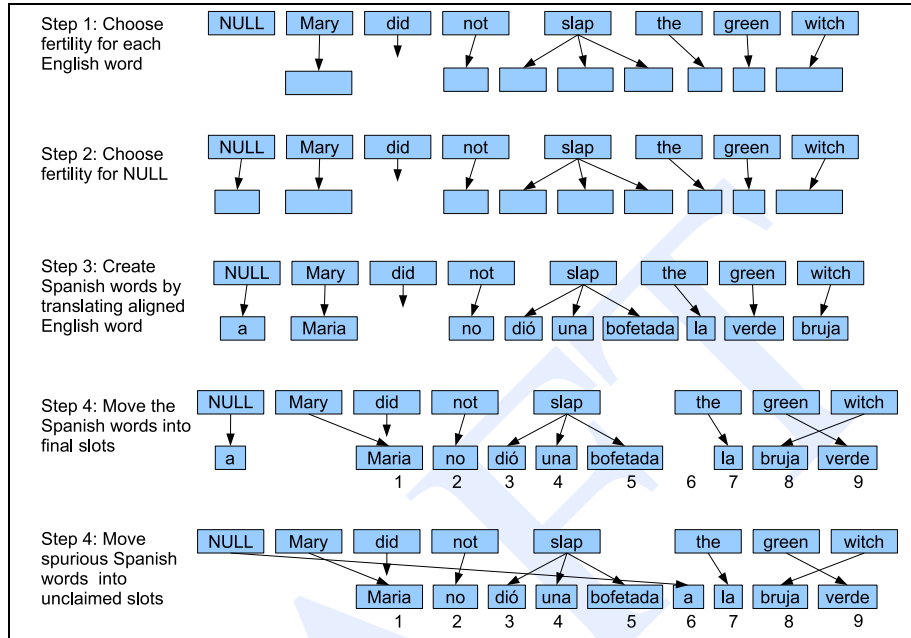 Step 1: Choose
fertility for each
English word
NULL Mary did not slap the green witch
Step 2: Choose
fertility for NULL
NULL Mary did not slap the green witch
Step 3: Create
Spanish words by
translating aligned
English word
NULL Mary did not slap the green witch
a Maria no dió una bofetada la verde bruja
Step 4: Move the
Spanish words into
final slots
NULL Mary did not slap the green witch
a Maria no dió una bofetada la bruja verde
1 2 3 4 5 6 7 8 9
Step 4: Move
spurious Spanish
words into
unclaimed slots
NULL Mary did not slap the green witch
Maria no dió una bofetada a la bruja verde
1 2 3 4 5 6 7 8 9